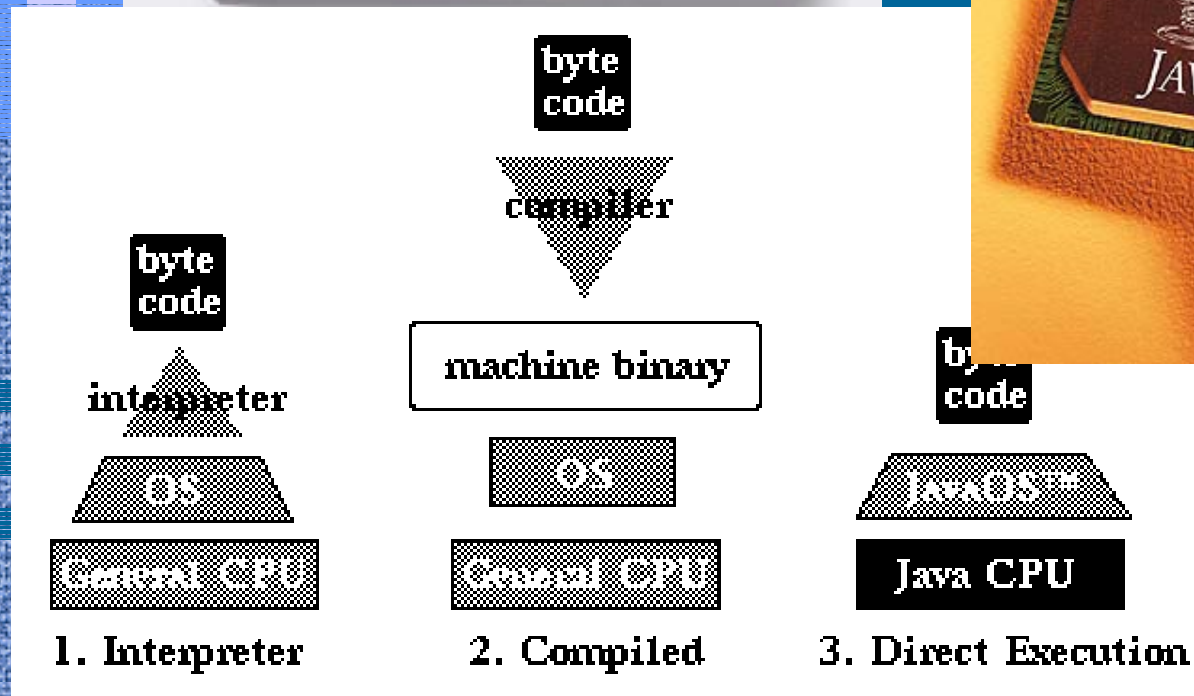 byte
code
compiler
machine binary
OS
General CPU
2. Compiled
byte
code
interpreter
OS
General CPU
1. Interpreter
code
JavaOS™
Java CPU
3. Direct Execution